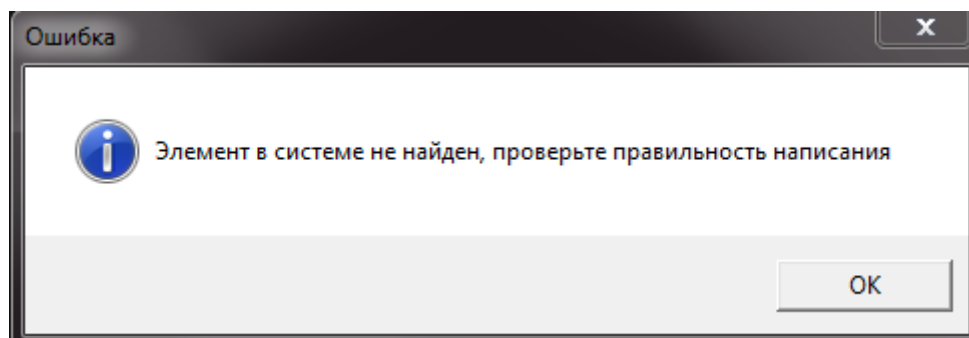 Ошибка
x
Элемент в системе не найден, проверьте правильность написания
OK